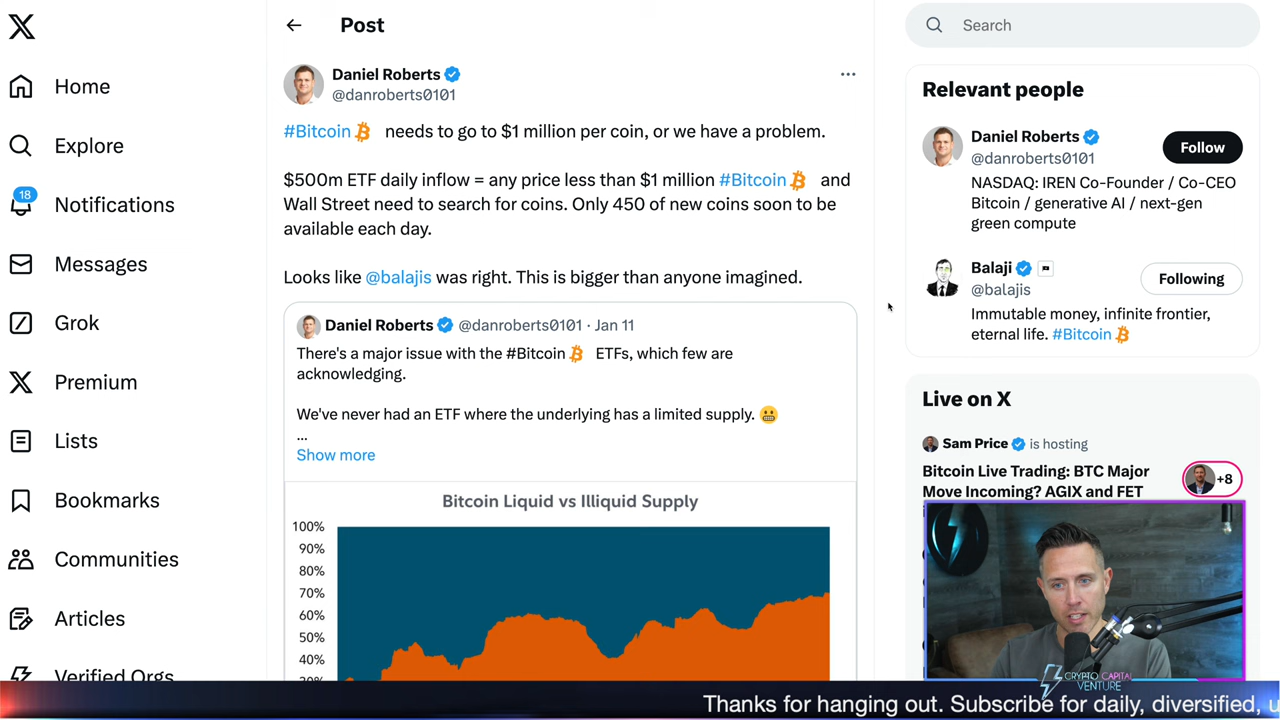 Home
Explore
18
Notifications
Messages
Grok
Premium
Lists
Bookmarks
Communities
Articles
Verified Orgs
Post
Daniel Roberts
@danroberts0101
#Bitcoin needs to go to $1 million per coin, or we have a problem.
$500m ETF daily inflow = any price less than $1 million #Bitcoin and
Wall Street need to search for coins. Only 450 of new coins soon to be
available each day.
Looks like @balajis was right. This is bigger than anyone imagined.
Daniel Roberts @danroberts0101 · Jan 11
There's a major issue with the #Bitcoin ETFs, which few are
acknowledging.
We've never had an ETF where the underlying has a limited supply. 😬
...
Show more
Bitcoin Liquid vs Illiquid Supply
100%
90%
80%
70%
60%
50%
40%
30%
Search
Relevant people
Daniel Roberts
@danroberts0101
Follow
NASDAQ: IREN Co-Founder / Co-CEO
Bitcoin / generative AI / next-gen
green compute
Balaji
@balajis
Following
Immutable money, infinite frontier,
eternal life. #Bitcoin
Live on X
Sam Price is hosting
Bitcoin Live Trading: BTC Major
Move Incoming? AGIX and FET
+8
CRYPTO CAPITAL
VENTURE
Thanks for hanging out. Subscribe for daily, diversified, u